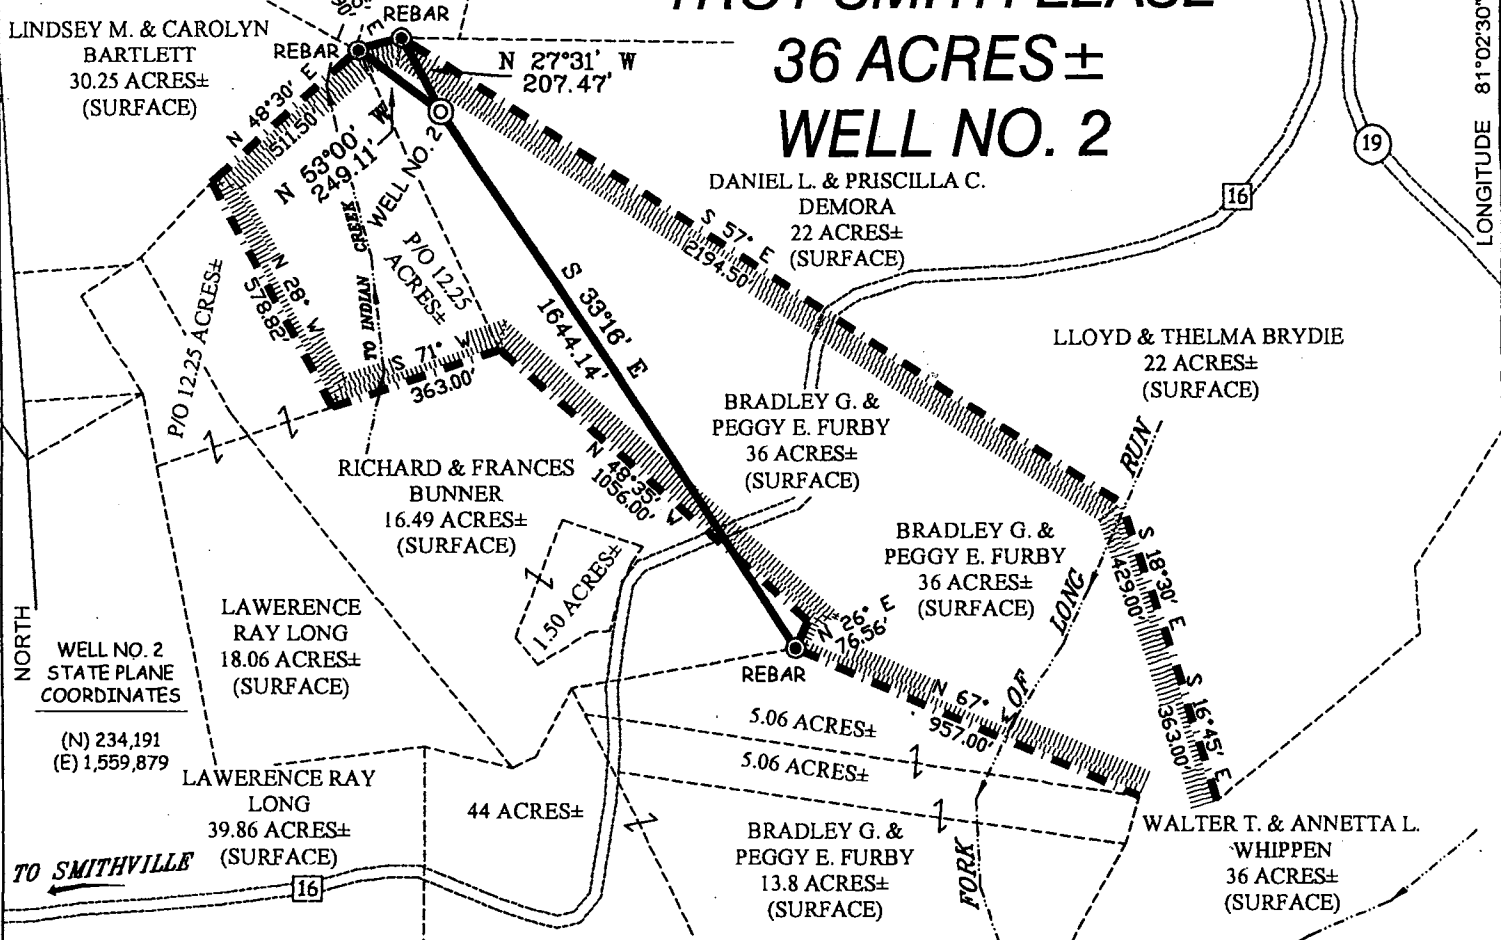 36 ACRES±
WELL NO. 2
LINDSEY M. & CAROLYN
BARTLETT
30.25 ACRES±
(SURFACE)
REBAR
REBAR
E
N 27°31' W
207.47'
N 48°30' E
511.50'
N 53°00' W
249.11'
WELL NO. 2
TO INDIAN CREEK
P/O 12.25
ACRES±
P/O 12.25 ACRES±
N 28° W
578.82'
S 71° W
363.00'
S 33°16' E
1644.14'
S 57° E
2194.50'
DANIEL L. & PRISCILLA C.
DEMORA
22 ACRES±
(SURFACE)
16
19
LONGITUDE 81°02'30"
LLOYD & THELMA BRYDIE
22 ACRES±
(SURFACE)
BRADLEY G. &
PEGGY E. FURBY
36 ACRES±
(SURFACE)
N 48°35' W
1056.00'
RICHARD & FRANCES
BUNNER
16.49 ACRES±
(SURFACE)
1.50 ACRES±
BRADLEY G. &
PEGGY E. FURBY
36 ACRES±
(SURFACE)
LONG RUN
S 18°30' E
429.00'
S 16°45' E
363.00'
NORTH
WELL NO. 2
STATE PLANE
COORDINATES
(N) 234,191
(E) 1,559,879
LAWERENCE
RAY LONG
18.06 ACRES±
(SURFACE)
N 26° E
76.56'
REBAR
N 67° W
957.00'
FORK OF
5.06 ACRES±
5.06 ACRES±
LAWERENCE RAY
LONG
39.86 ACRES±
(SURFACE)
44 ACRES±
BRADLEY G. &
PEGGY E. FURBY
13.8 ACRES±
(SURFACE)
WALTER T. & ANNETTA L.
WHIPPEN
36 ACRES±
(SURFACE)
TO SMITHVILLE
16